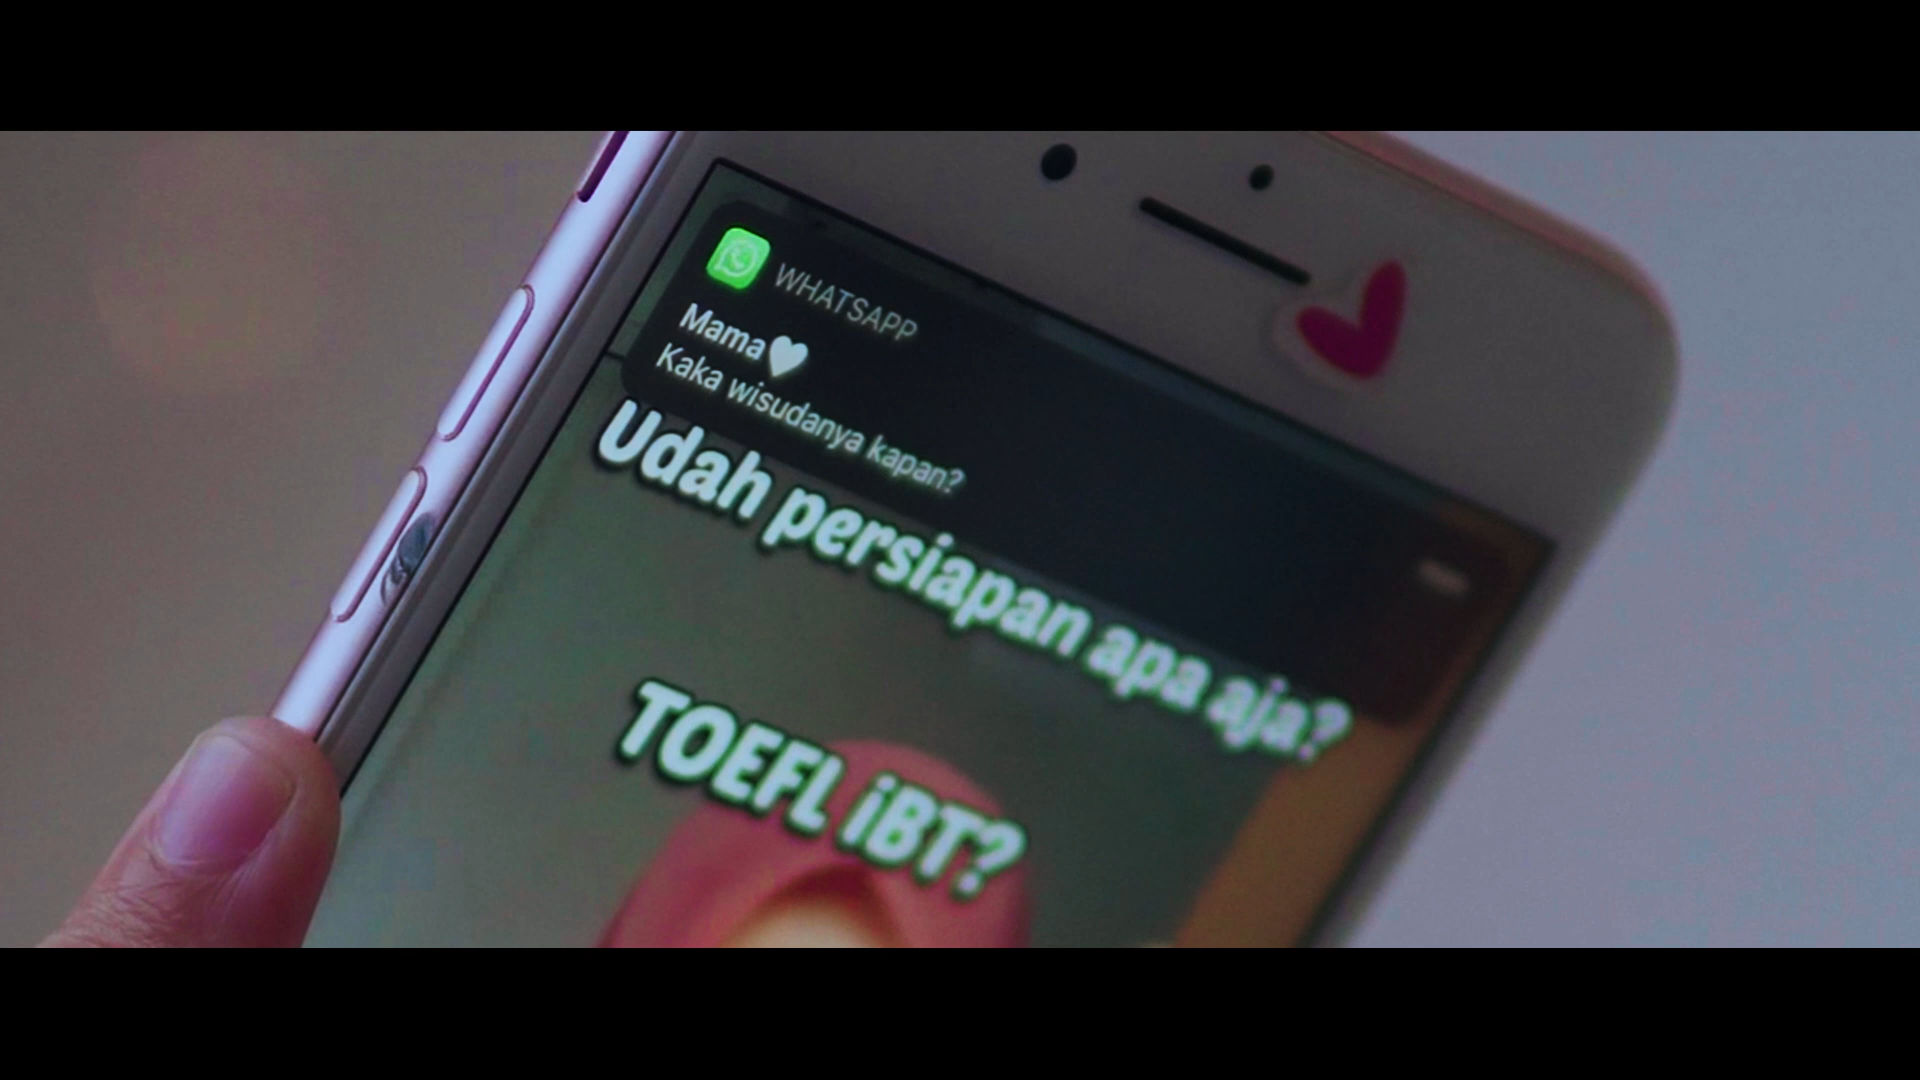 WHATSAPP
Mama🤍
Kaka wisudanya kapan?
Udah persiapan apa aja?
TOEFL iBT?